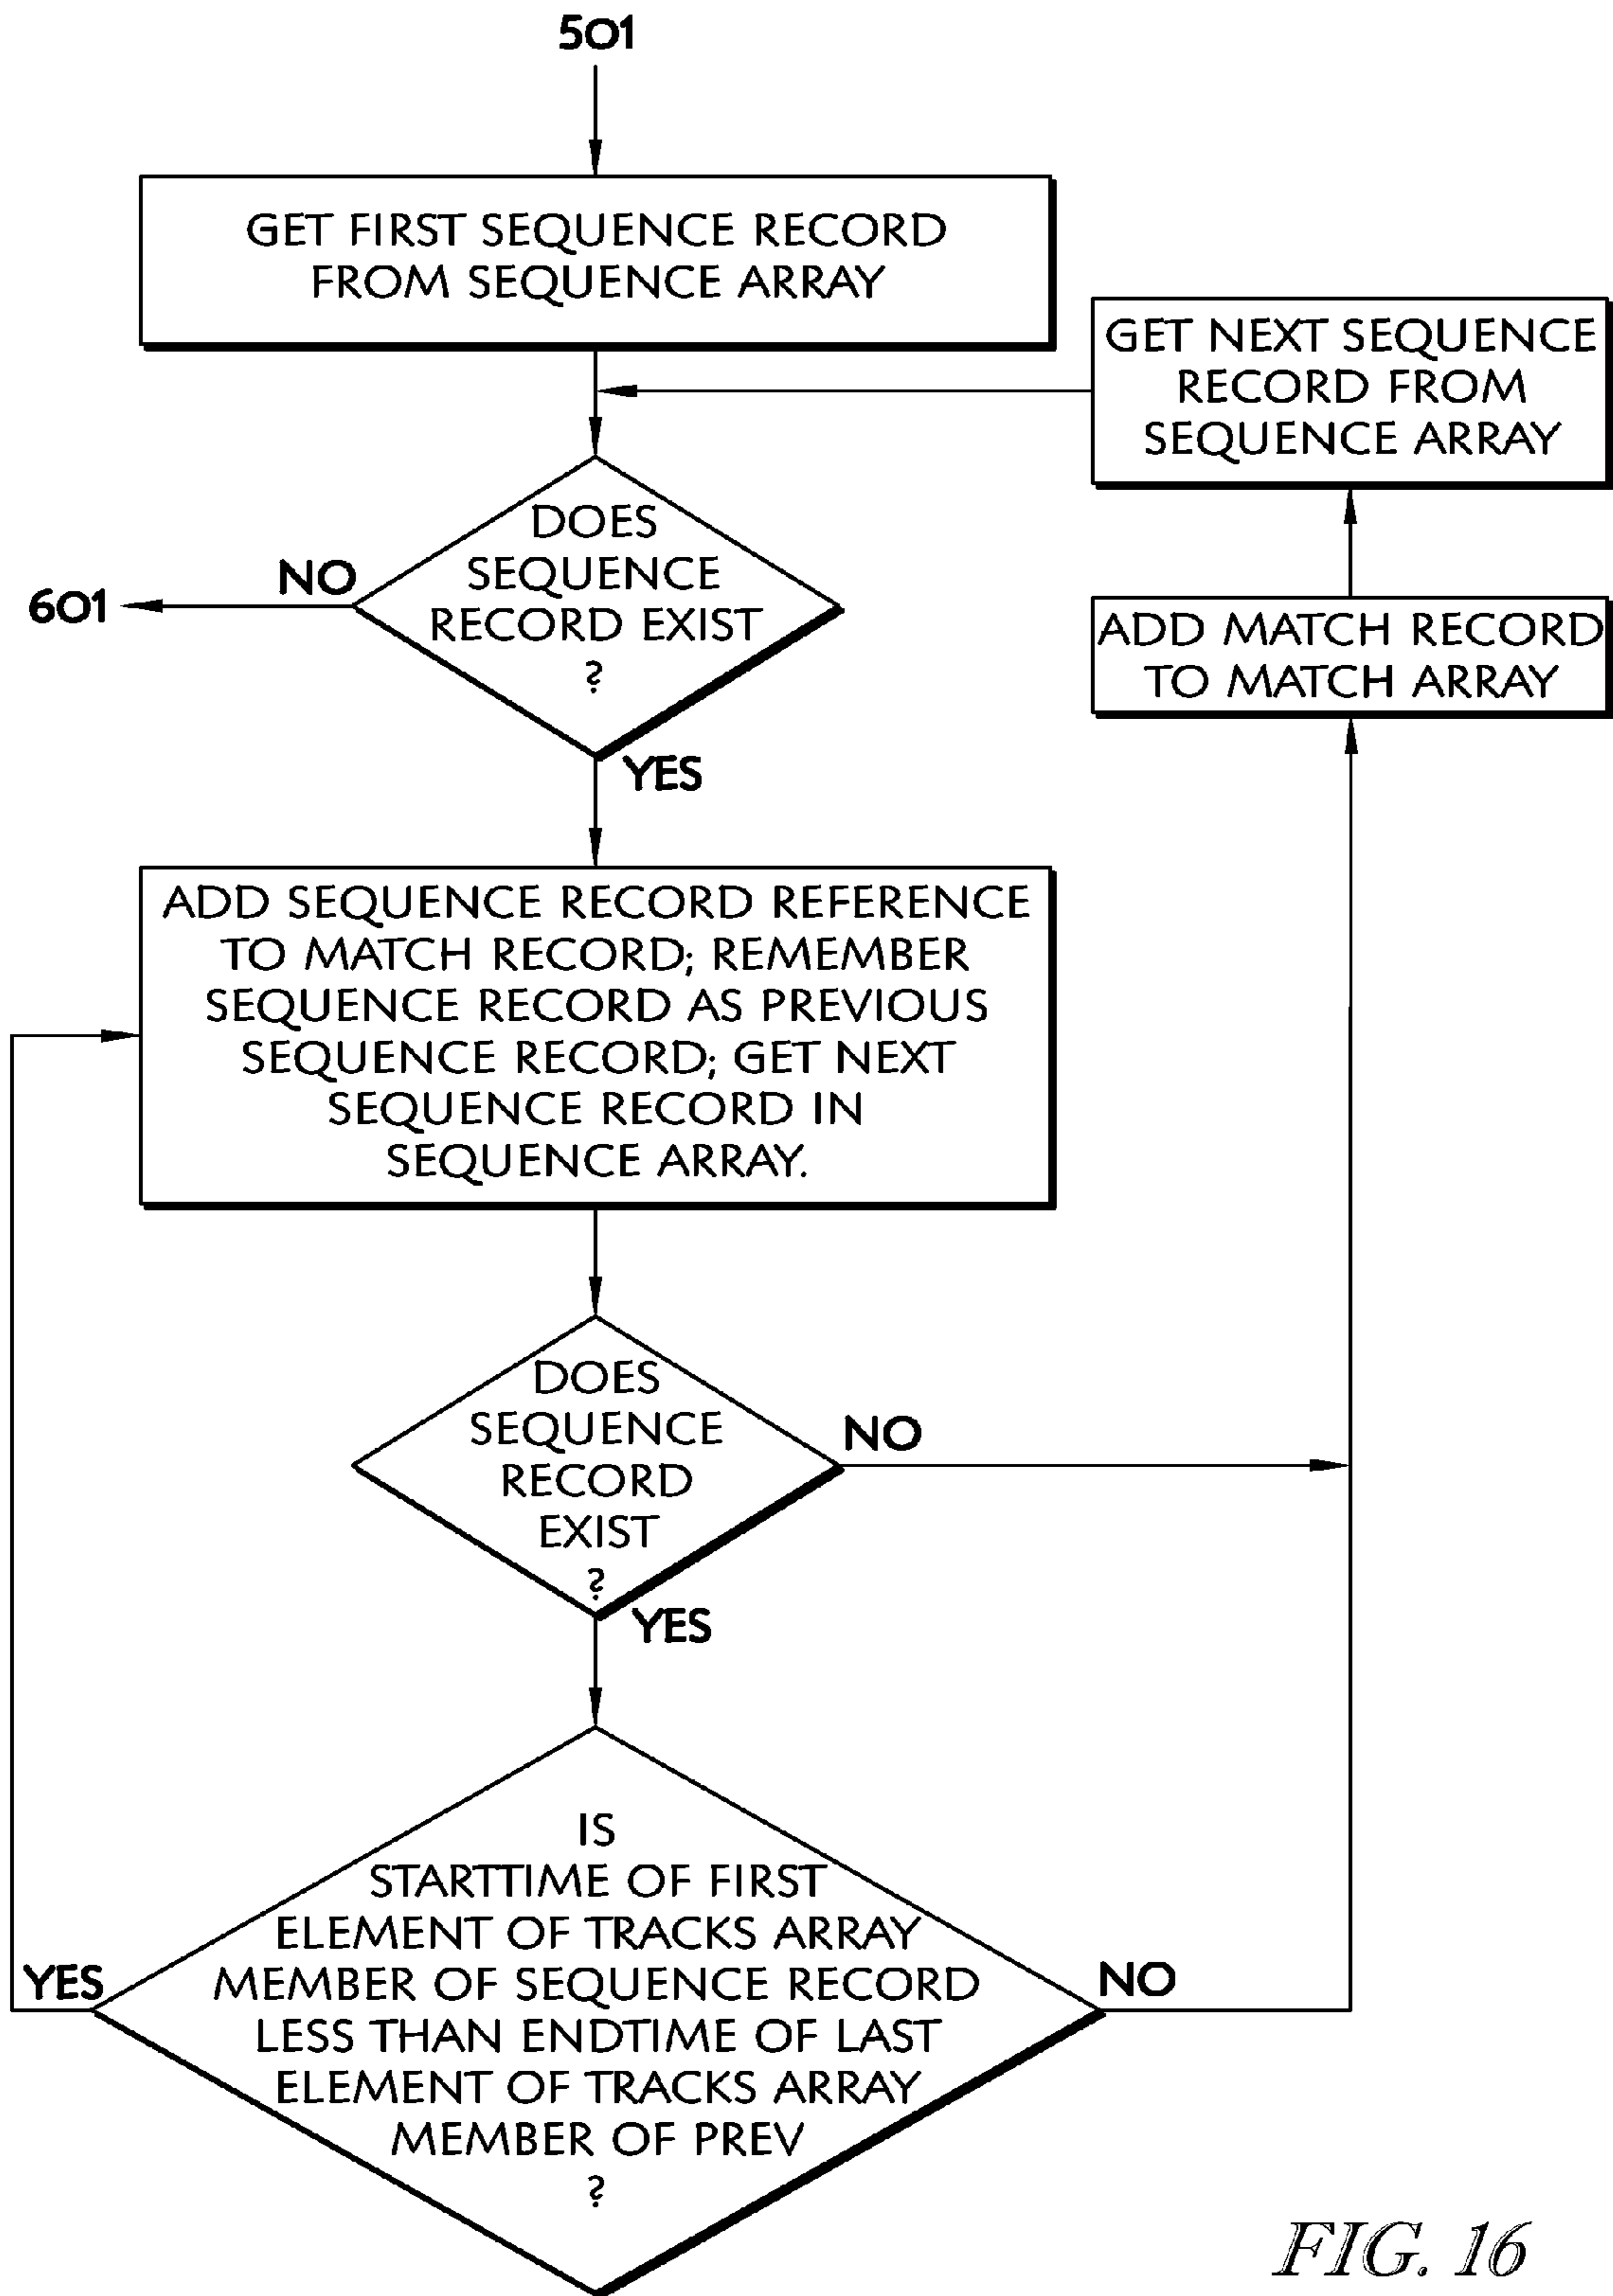 501
GET FIRST SEQUENCE RECORD
FROM SEQUENCE ARRAY
GET NEXT SEQUENCE
RECORD FROM
SEQUENCE ARRAY
DOES
SEQUENCE
RECORD EXIST
?
NO
601
YES
ADD MATCH RECORD
TO MATCH ARRAY
ADD SEQUENCE RECORD REFERENCE
TO MATCH RECORD; REMEMBER
SEQUENCE RECORD AS PREVIOUS
SEQUENCE RECORD; GET NEXT
SEQUENCE RECORD IN
SEQUENCE ARRAY.
DOES
SEQUENCE
RECORD
EXIST
?
NO
YES
IS
STARTTIME OF FIRST
ELEMENT OF TRACKS ARRAY
MEMBER OF SEQUENCE RECORD
LESS THAN ENDTIME OF LAST
ELEMENT OF TRACKS ARRAY
MEMBER OF PREV
?
YES
NO
FIG. 16